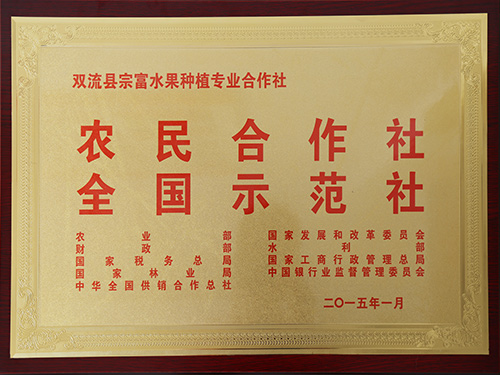 双流县宗富水果种植专业合作社
农民合作社
全国示范社
农业部 国家发展和改革委员会
财政部 水利部
国家税务总局 国家工商行政管理总局
国家林业局 中国银行业监督管理委员会
中华全国供销合作总社
二〇一五年一月